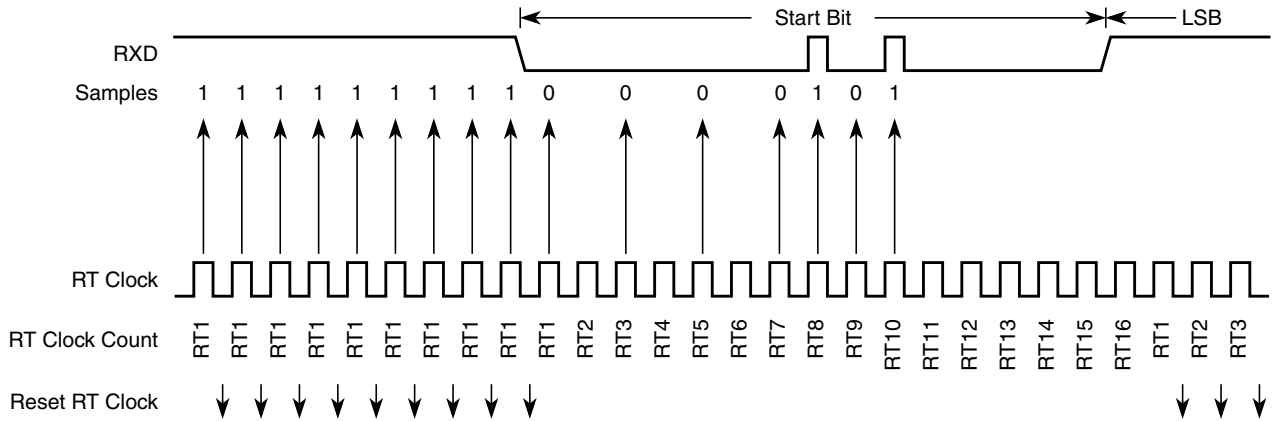 Start Bit LSB
RXD
Samples 1 1 1 1 1 1 1 1 1 0 0 0 0 1 0 1
RT Clock
RT Clock Count RT1 RT1 RT1 RT1 RT1 RT1 RT1 RT1 RT1 RT1 RT2 RT3 RT4 RT5 RT6 RT7 RT8 RT9 RT10 RT11 RT12 RT13 RT14 RT15 RT16 RT1 RT2 RT3
Reset RT Clock